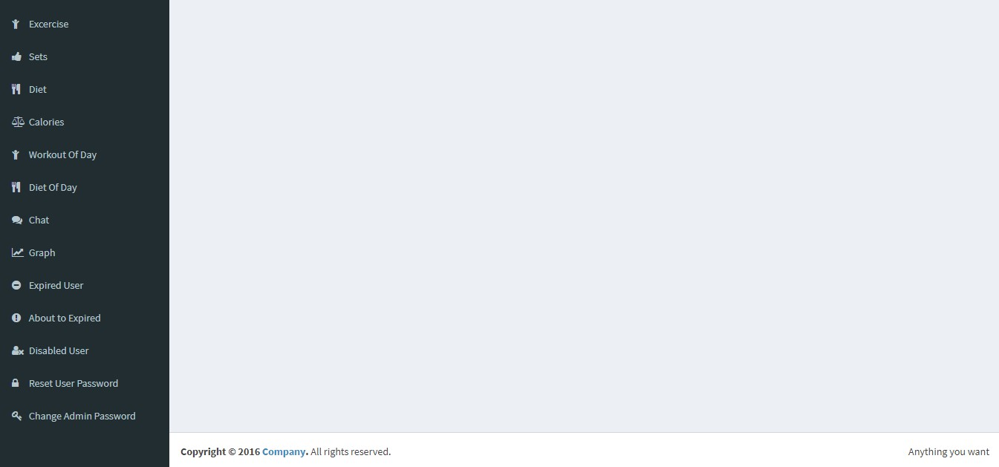 Excercise
Sets
Diet
Calories
Workout Of Day
Diet Of Day
Chat
Graph
Expired User
About to Expired
Disabled User
Reset User Password
Change Admin Password
Copyright © 2016 Company. All rights reserved.
Anything you want